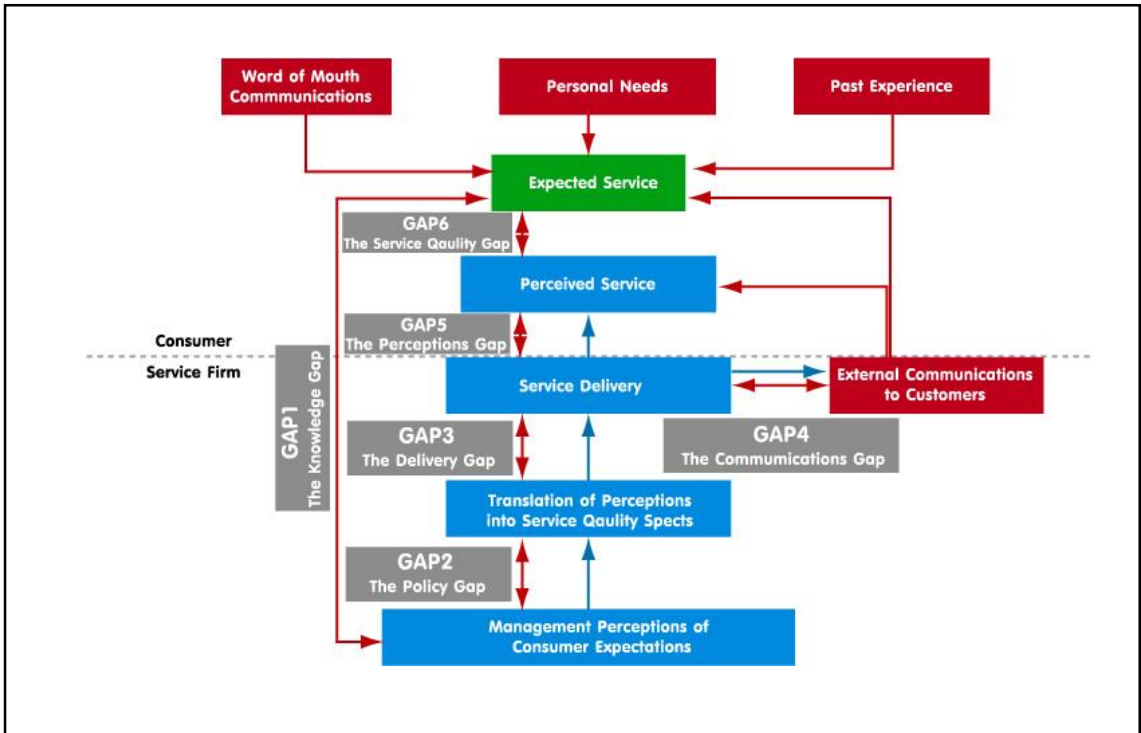 Word of Mouth
Commmunications
Personal Needs
Past Experience
Expected Service
GAP6
The Service Qaulity Gap
Perceived Service
GAP5
The Perceptions Gap
Consumer
Service Firm
GAP1
The Knowledge Gap
Service Delivery
External Communications
to Customers
GAP3
The Delivery Gap
GAP4
The Commumications Gap
Translation of Perceptions
into Service Qaulity Spects
GAP2
The Policy Gap
Management Perceptions of
Consumer Expectations